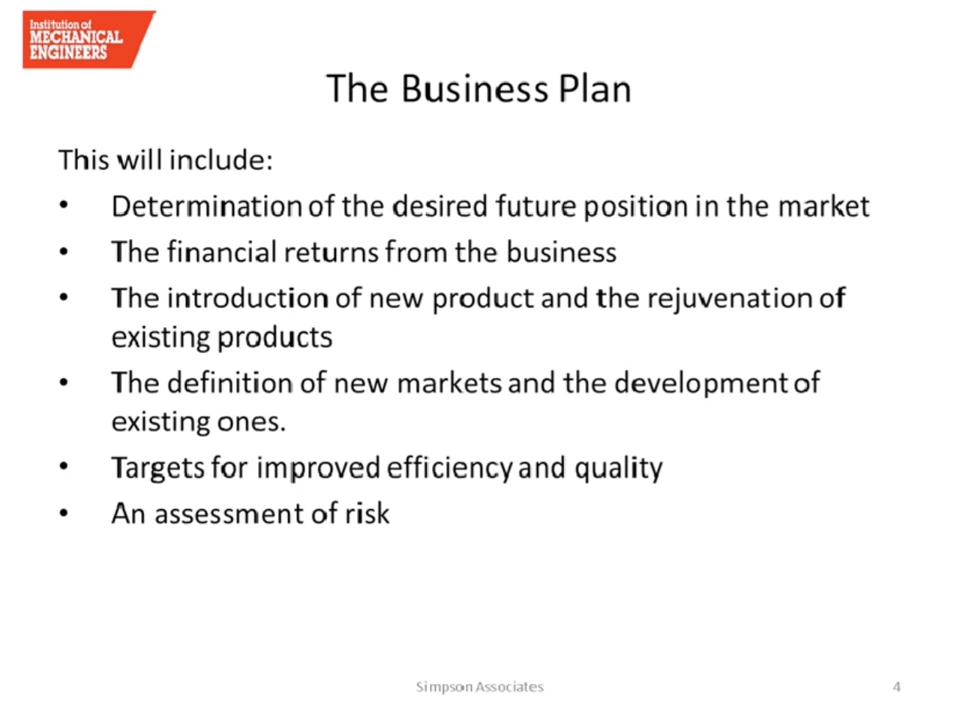 Institution of
MECHANICAL
ENGINEERS
The Business Plan
This will include:
• Determination of the desired future position in the market
• The financial returns from the business
• The introduction of new product and the rejuvenation of
existing products
• The definition of new markets and the development of
existing ones.
• Targets for improved efficiency and quality
• An assessment of risk
Simpson Associates
4